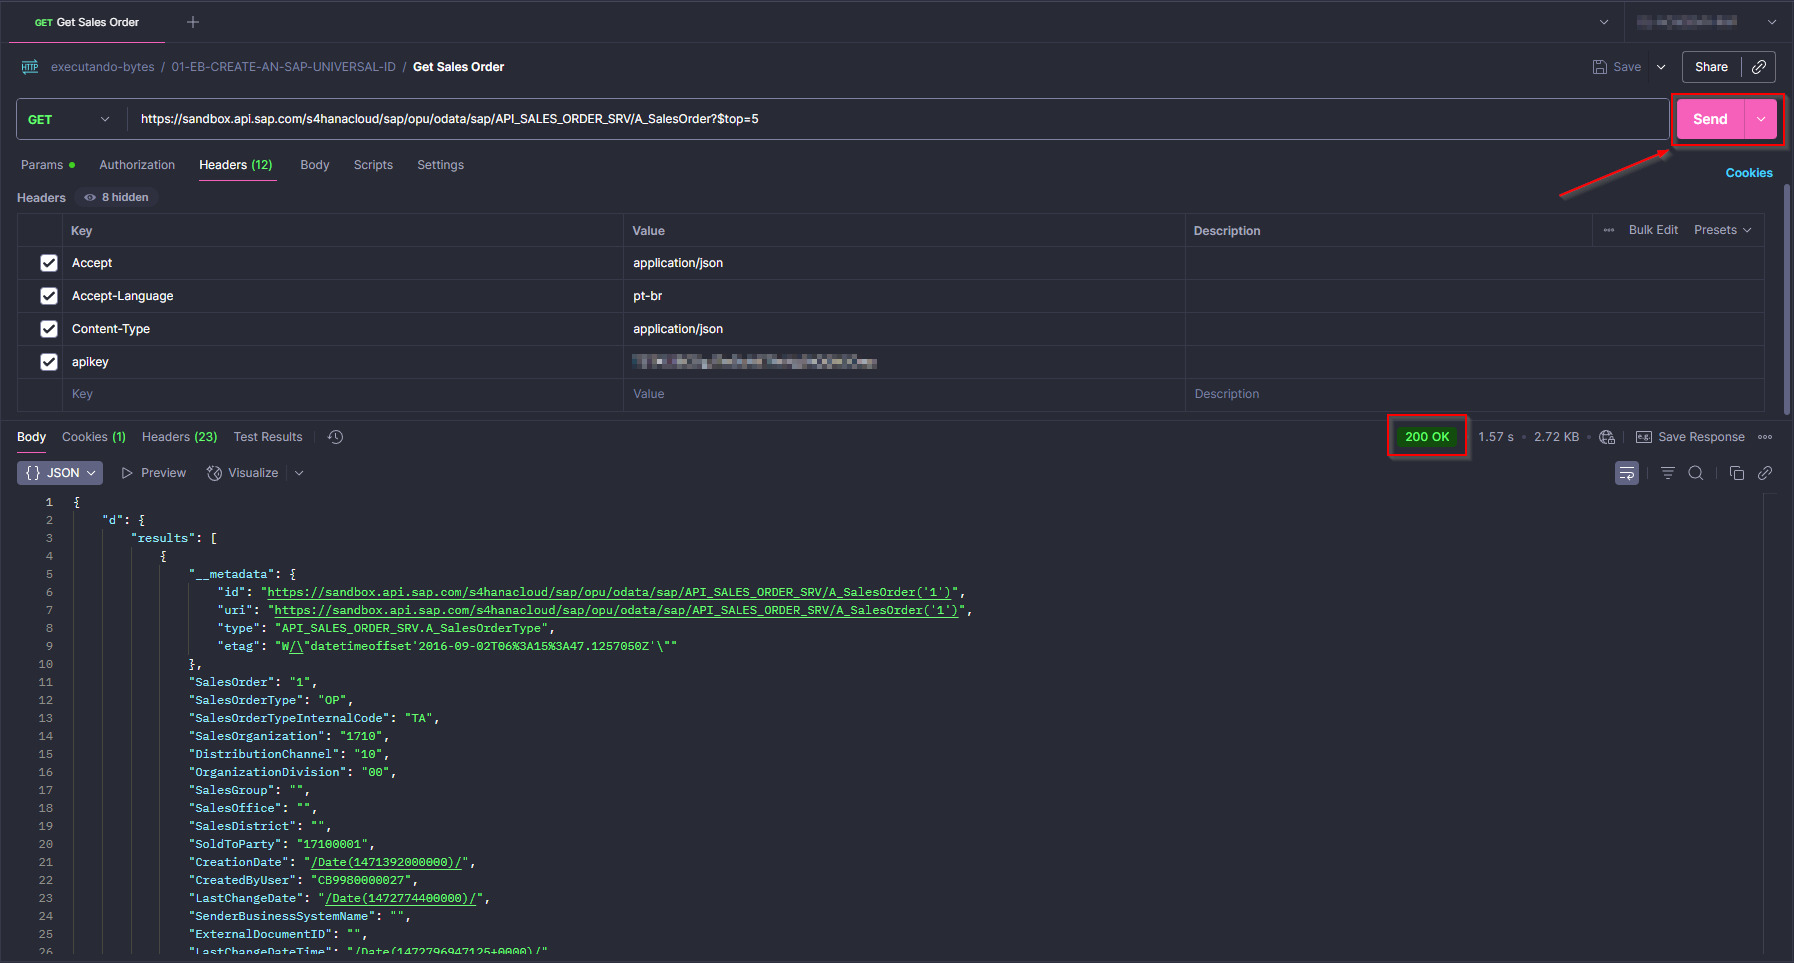 GET Get Sales Order
HTTP executando-bytes / 01-EB-CREATE-AN-SAP-UNIVERSAL-ID / Get Sales Order Save Share
GET https://sandbox.api.sap.com/s4hanacloud/sap/opu/odata/sap/API_SALES_ORDER_SRV/A_SalesOrder?$top=5 Send
Params Authorization Headers (12) Body Scripts Settings
Cookies
Headers 8 hidden
Key Value Description Bulk Edit Presets
Accept application/json
Accept-Language pt-br
Content-Type application/json
apikey
Key Value Description
Body Cookies (1) Headers (23) Test Results 200 OK 1.57 s 2.72 KB e.g. Save Response
{} JSON Preview Visualize
1 {
2 "d": {
3 "results": [
4 {
5 "__metadata": {
6 "id": "https://sandbox.api.sap.com/s4hanacloud/sap/opu/odata/sap/API_SALES_ORDER_SRV/A_SalesOrder('1')",
7 "uri": "https://sandbox.api.sap.com/s4hanacloud/sap/opu/odata/sap/API_SALES_ORDER_SRV/A_SalesOrder('1')",
8 "type": "API_SALES_ORDER_SRV.A_SalesOrderType",
9 "etag": "W/\"datetimeoffset'2016-09-02T06%3A15%3A47.1257050Z'\""
10 },
11 "SalesOrder": "1",
12 "SalesOrderType": "OP",
13 "SalesOrderTypeInternalCode": "TA",
14 "SalesOrganization": "1710",
15 "DistributionChannel": "10",
16 "OrganizationDivision": "00",
17 "SalesGroup": "",
18 "SalesOffice": "",
19 "SalesDistrict": "",
20 "SoldToParty": "17100001",
21 "CreationDate": "/Date(1471392000000)/",
22 "CreatedByUser": "CB9980000027",
23 "LastChangeDate": "/Date(1472774400000)/",
24 "SenderBusinessSystemName": "",
25 "ExternalDocumentID": "",
26 "LastChangeDateTime": "/Date(1472796947125+0000)/"